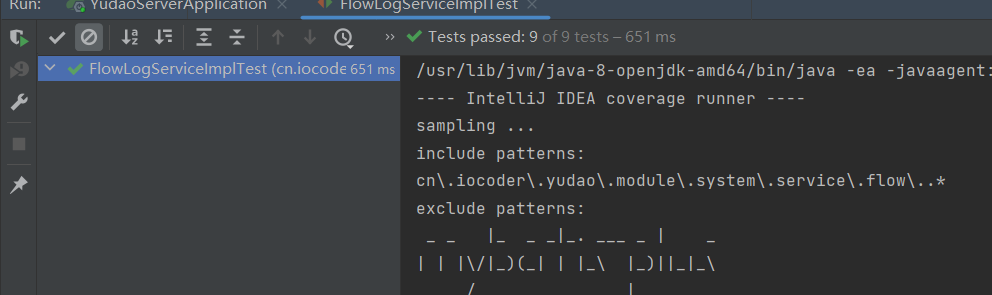 Run: YudaoServerApplication × FlowLogServiceImplTest ×
» Tests passed: 9 of 9 tests – 651 ms
FlowLogServiceImplTest (cn.iocode 651 ms
/usr/lib/jvm/java-8-openjdk-amd64/bin/java -ea -javaagent:
---- IntelliJ IDEA coverage runner ----
sampling ...
include patterns:
cn\.iocoder\.yudao\.module\.system\.service\.flow\..*
exclude patterns:
 _ _   |_  _ _|_. ___ _ |    _
| | |\/|_)(_| | |_\  |_)||_|_\
     /               |